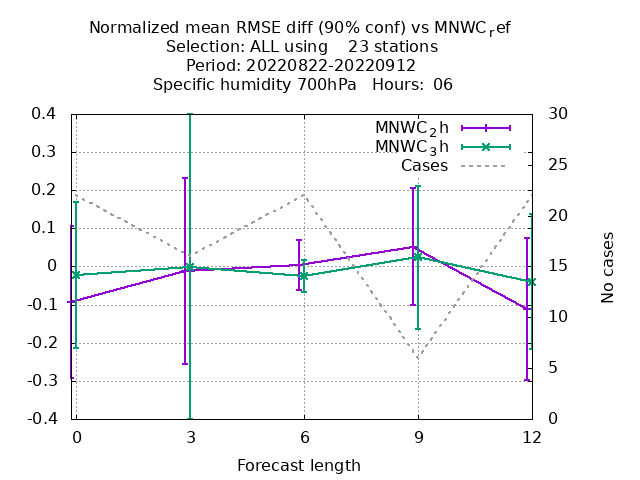 Normalized mean RMSE diff (90% conf) vs MNWC_ref
Selection: ALL using    23 stations
Period: 20220822-20220912
Specific humidity 700hPa   Hours:  06
MNWC₂h
MNWC₃h
Cases
0.4
0.3
0.2
0.1
0
-0.1
-0.2
-0.3
-0.4
30
25
20
15
10
5
0
No cases
0
3
6
9
12
Forecast length